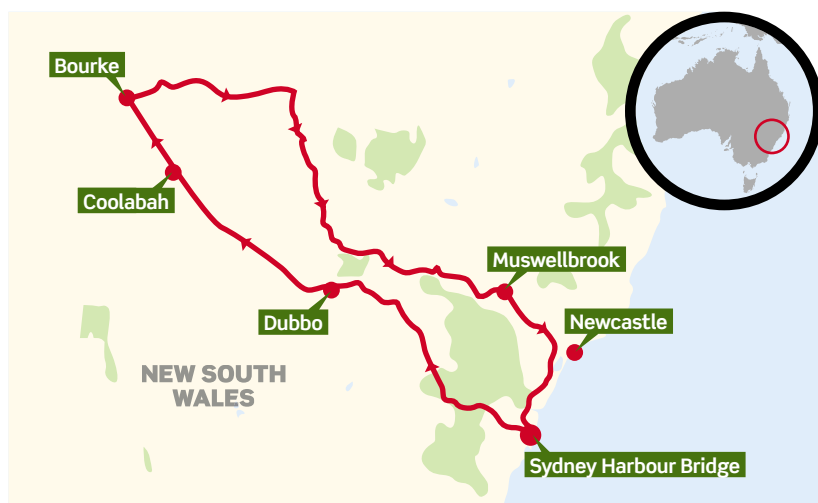 Bourke
Coolabah
Muswellbrook
Dubbo
Newcastle
NEW SOUTH
WALES
Sydney Harbour Bridge